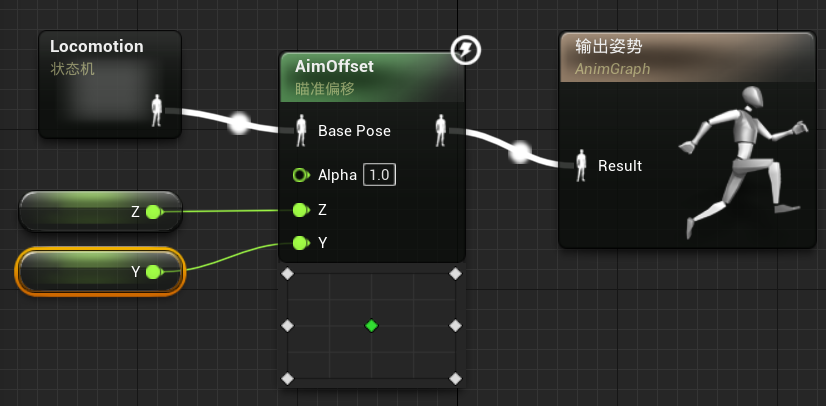 Locomotion
状态机
AimOffset
瞄准偏移
Base Pose
Alpha 1.0
Z
Y
Z
Y
输出姿势
AnimGraph
Result